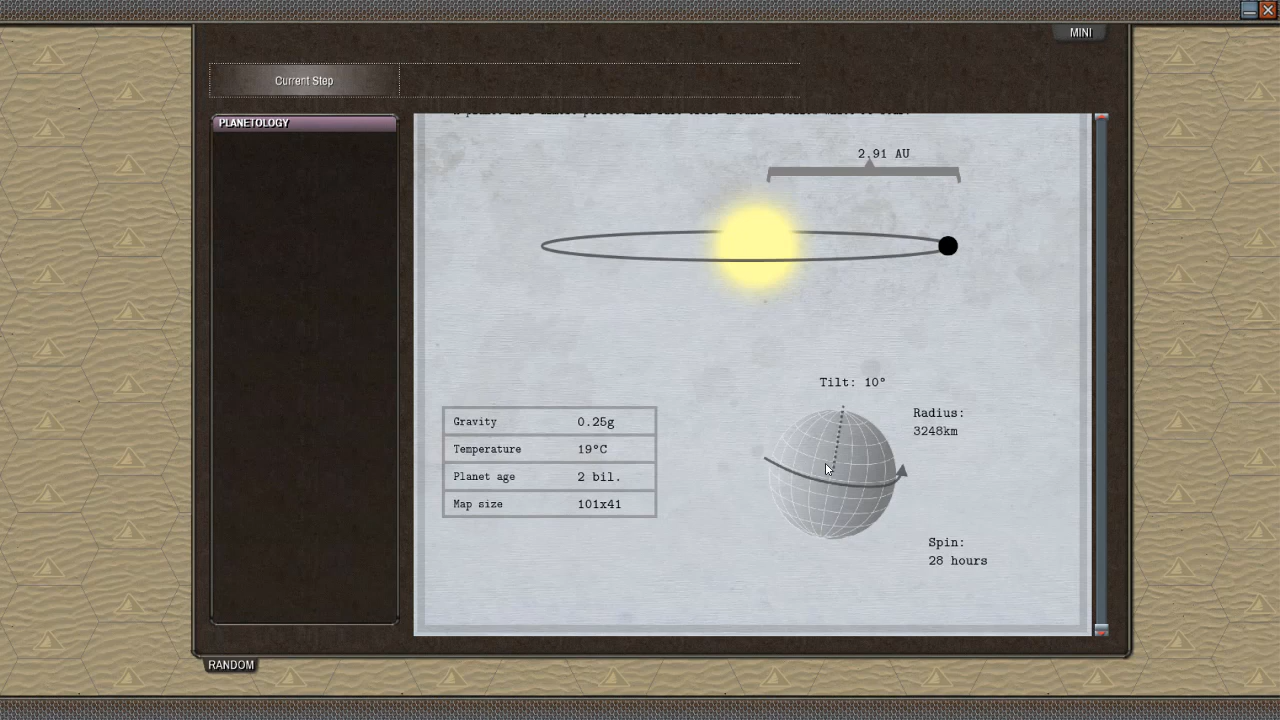 MINI
Current Step
PLANETOLOGY
2.91 AU
Tilt: 10°
Radius:
3248km
Gravity 0.25g
Temperature 19°C
Planet age 2 bil.
Map size 101x41
Spin:
28 hours
RANDOM